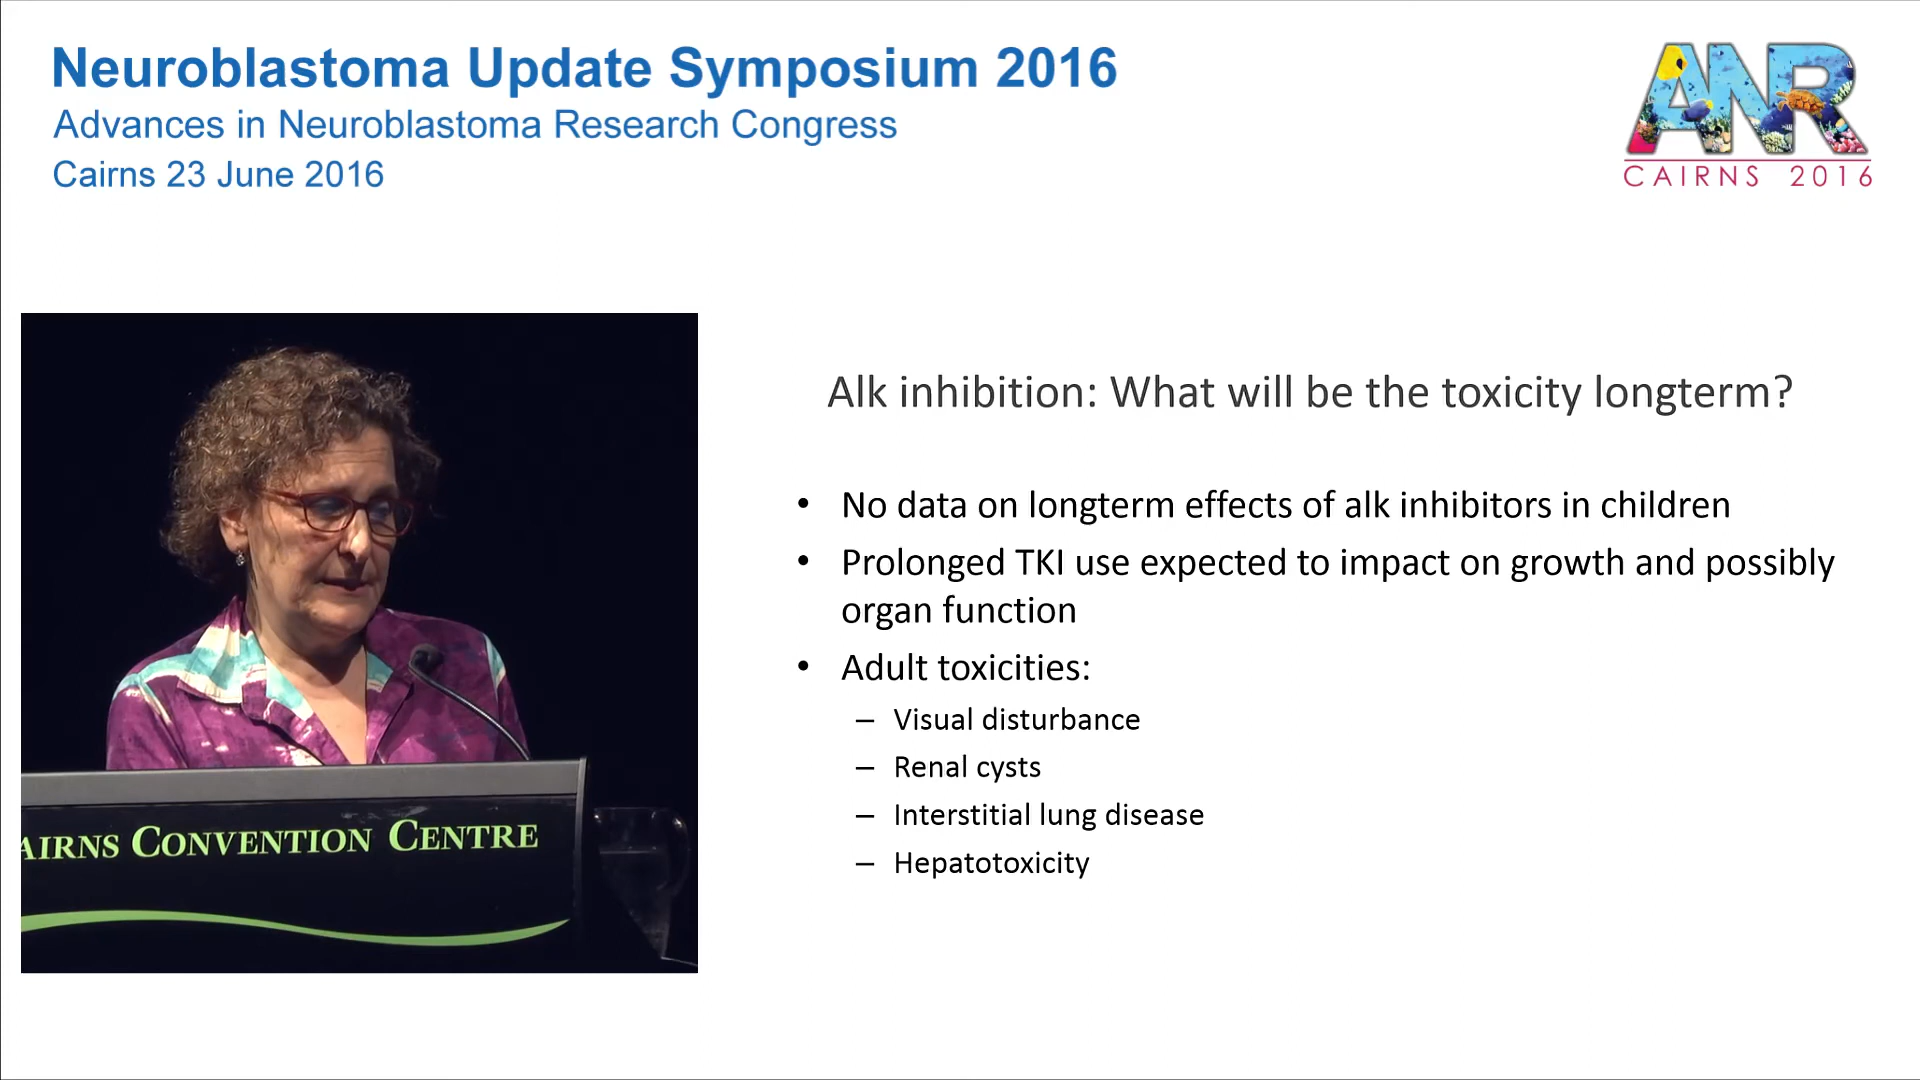 Neuroblastoma Update Symposium 2016
Advances in Neuroblastoma Research Congress
Cairns 23 June 2016
ANR
CAIRNS 2016
Alk inhibition: What will be the toxicity longterm?
• No data on longterm effects of alk inhibitors in children
• Prolonged TKI use expected to impact on growth and possibly
organ function
• Adult toxicities:
– Visual disturbance
– Renal cysts
– Interstitial lung disease
– Hepatotoxicity
AIRNS CONVENTION CENTRE